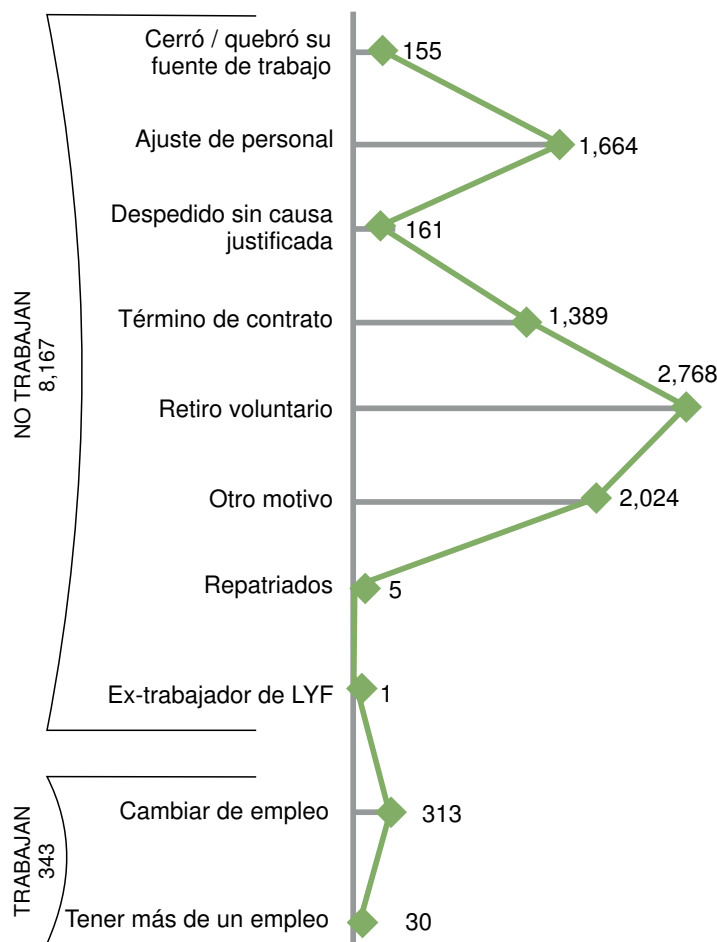 Cerró / quebró su
fuente de trabajo
155
Ajuste de personal
1,664
Despedido sin causa
justificada
161
Término de contrato
1,389
NO TRABAJAN
8,167
2,768
Retiro voluntario
Otro motivo
2,024
Repatriados
5
Ex-trabajador de LYF
1
TRABAJAN
343
Cambiar de empleo
313
Tener más de un empleo
30